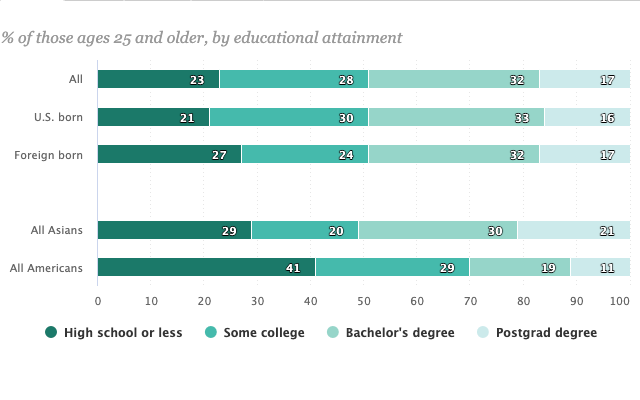 % of those ages 25 and older, by educational attainment
All 23 28 32 17
U.S. born 21 30 33 16
Foreign born 27 24 32 17
All Asians 29 20 30 21
All Americans 41 29 19 11
0 10 20 30 40 50 60 70 80 90 100
High school or less Some college Bachelor's degree Postgrad degree